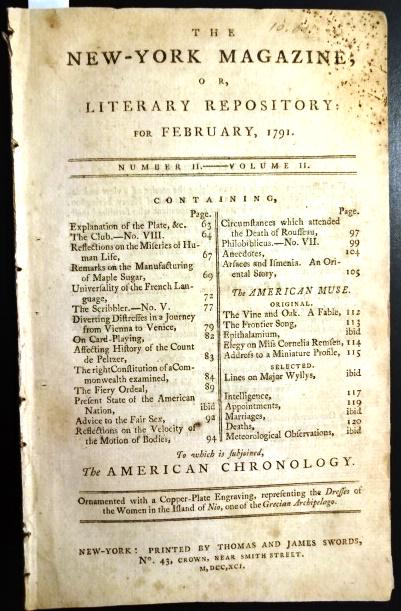 THE
NEW-YORK MAGAZINE;
OR,
LITERARY REPOSITORY:
FOR FEBRUARY, 1791.
NUMBER II.——VOLUME II.
CONTAINING,
Page.
Explanation of the Plate, &c. 63
The Club.—No. VIII. 64
Reflections on the Miseries of Hu-
man Life, 67
Remarks on the Manufacturing
of Maple Sugar, 69
Universality of the French Lan-
guage, 72
The Scribbler.—No. V. 77
Diverting Distresses in a Journey
from Vienna to Venice, 79
On Card-Playing, 82
Affecting History of the Count
de Peltzer, 83
The right Constitution of a Com-
monwealth examined, 84
The Fiery Ordeal, 89
Present State of the American
Nation, ibid
Advice to the Fair Sex, 92
Reflections on the Velocity of
the Motion of Bodies, 94
Page.
Circumstances which attended
the Death of Rousseau, 97
Philobiblicus.—No. VII. 99
Anecdotes, 104
Arsaces and Ismenia. An Ori-
ental Story, 105
The AMERICAN MUSE.
ORIGINAL.
The Vine and Oak. A Fable, 112
The Frontier Song, 113
Epithalamium, ibid
Elegy on Miss Cornelia Remsen, 114
Address to a Miniature Profile, 115
SELECTED.
Lines on Major Wyllys, ibid
Intelligence, 117
Appointments, 119
Marriages, ibid
Deaths, 120
Meteorological Observations, ibid
To which is subjoined,
The AMERICAN CHRONOLOGY.
Ornamented with a Copper-Plate Engraving, representing the Dresses of
the Women in the Island of Nio, one of the Grecian Archipelago.
NEW-YORK: PRINTED BY THOMAS AND JAMES SWORDS,
No. 43, CROWN, NEAR SMITH STREET.
M,DCC,XCI.